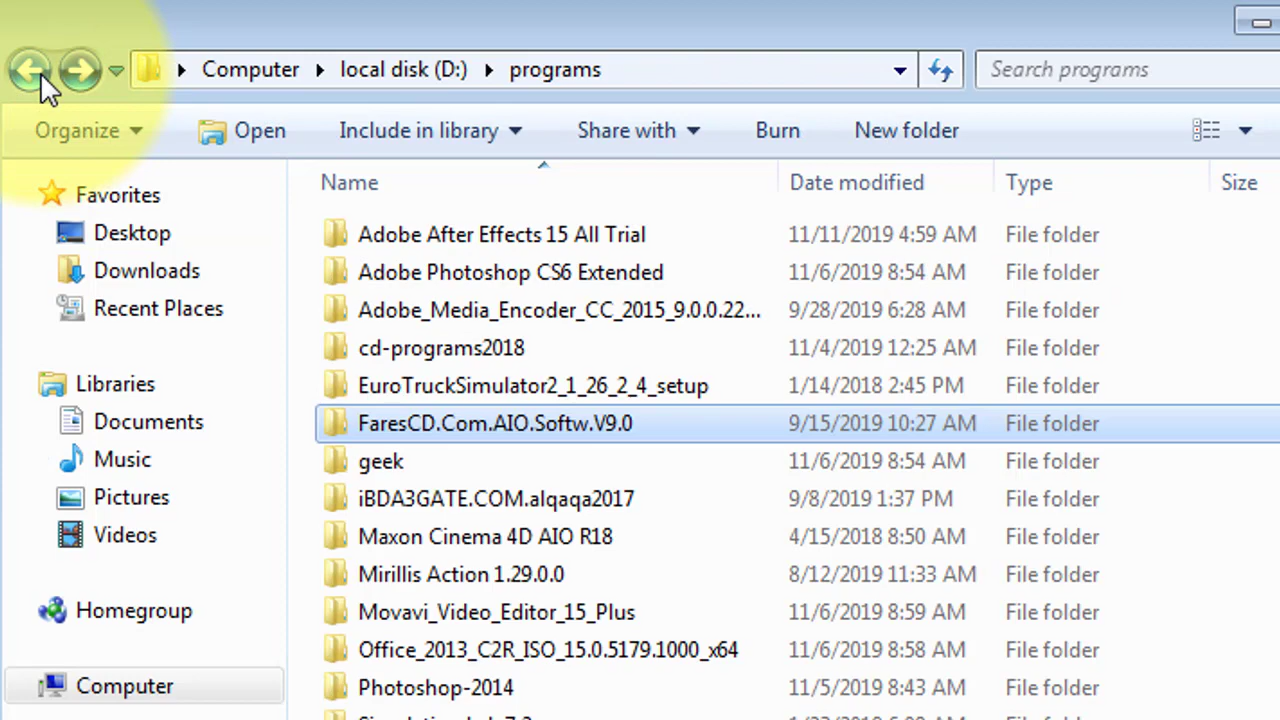 Computer local disk (D:) programs Search programs
Organize Open Include in library Share with Burn New folder
Favorites
Desktop
Downloads
Recent Places
Libraries
Documents
Music
Pictures
Videos
Homegroup
Computer
Name Date modified Type Size
Adobe After Effects 15 All Trial 11/11/2019 4:59 AM File folder
Adobe Photoshop CS6 Extended 11/6/2019 8:54 AM File folder
Adobe_Media_Encoder_CC_2015_9.0.0.22... 9/28/2019 6:28 AM File folder
cd-programs2018 11/4/2019 12:25 AM File folder
EuroTruckSimulator2_1_26_2_4_setup 1/14/2018 2:45 PM File folder
FaresCD.Com.AIO.Softw.V9.0 9/15/2019 10:27 AM File folder
geek 11/6/2019 8:54 AM File folder
iBDA3GATE.COM.alqaqa2017 9/8/2019 1:37 PM File folder
Maxon Cinema 4D AIO R18 4/15/2018 8:50 AM File folder
Mirillis Action 1.29.0.0 8/12/2019 11:33 AM File folder
Movavi_Video_Editor_15_Plus 11/6/2019 8:59 AM File folder
Office_2013_C2R_ISO_15.0.5179.1000_x64 11/6/2019 8:58 AM File folder
Photoshop-2014 11/5/2019 8:43 AM File folder